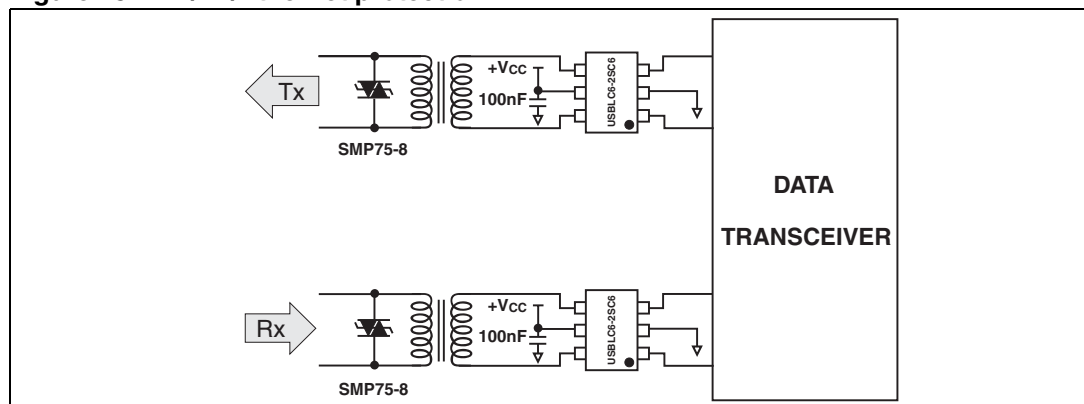 Tx
+VCC
100nF
USBLC6-2SC6
SMP75-8
DATA
TRANSCEIVER
Rx
+VCC
100nF
USBLC6-2SC6
SMP75-8